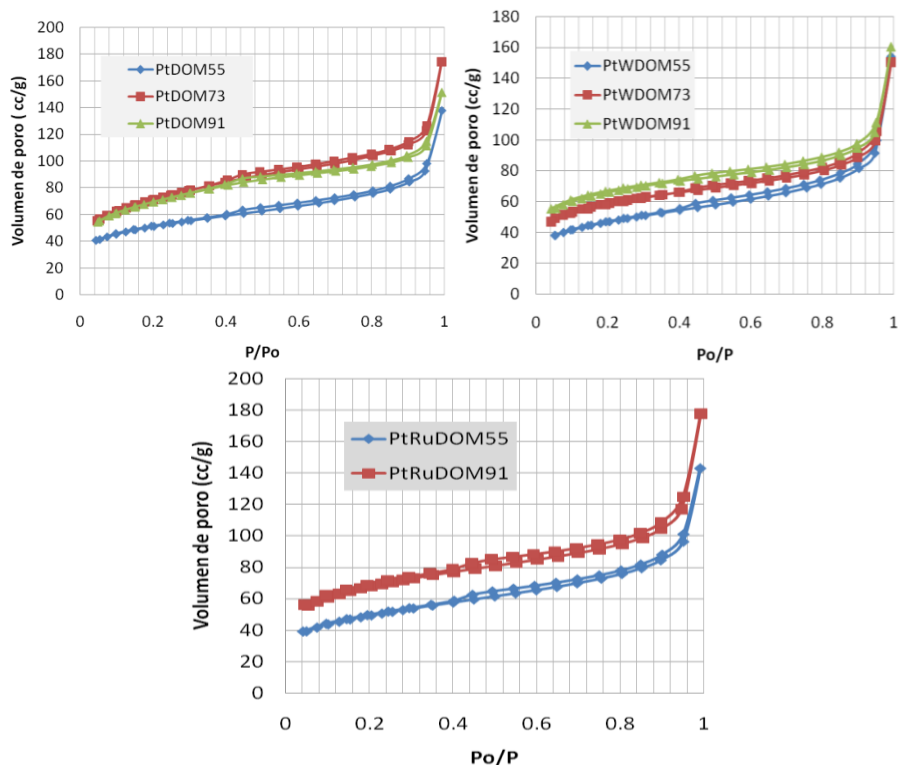 Volumen de poro ( cc/g)
200
180
160
140
120
100
80
60
40
20
0
PtDOM55
PtDOM73
PtDOM91
0 0.2 0.4 0.6 0.8 1
P/Po
Volumen de poro (cc/g)
180
160
140
120
100
80
60
40
20
0
PtWDOM55
PtWDOM73
PtWDOM91
0 0.2 0.4 0.6 0.8 1
Po/P
Volumen de poro (cc/g)
200
180
160
140
120
100
80
60
40
20
0
PtRuDOM55
PtRuDOM91
0 0.2 0.4 0.6 0.8 1
Po/P